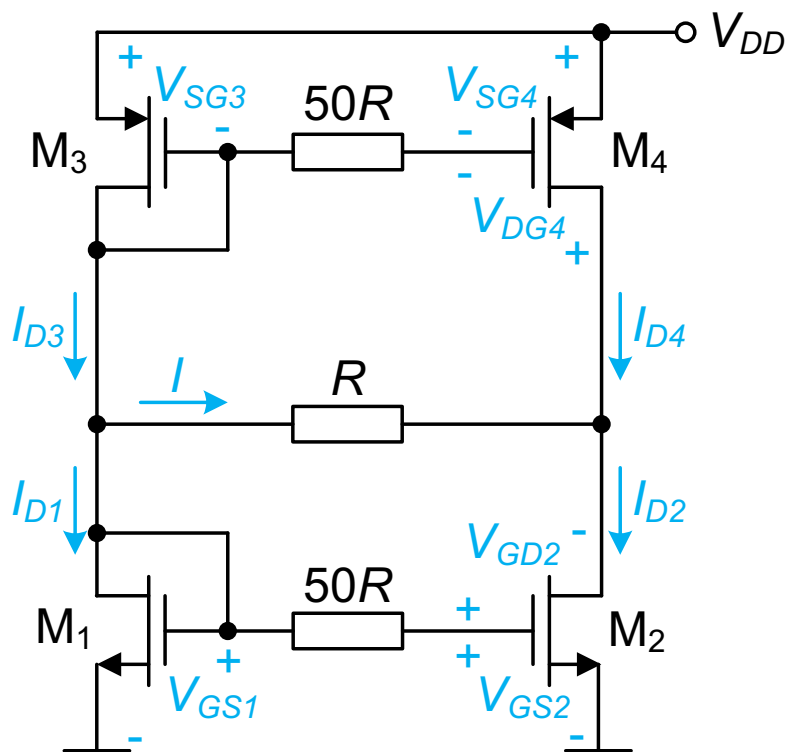 V_DD
+ V_SG3 - 50R V_SG4 - +
M3 M4
- V_DG4 +
I_D3 I_D4
I R
I_D1 I_D2
V_GD2 -
50R +
M1 M2
+ +
V_GS1 V_GS2
- -